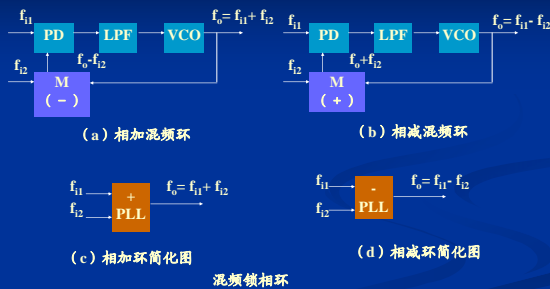 fi1
PD
LPF
VCO
fo= fi1+ fi2
fo-fi2
fi2
M
（－）
（a）相加混频环
fi1
PD
LPF
VCO
fo= fi1- fi2
fo+fi2
fi2
M
（+）
（b）相减混频环
fi1
fi2
+
PLL
fo= fi1+ fi2
（c）相加环简化图
fi1
fi2
-
PLL
fo= fi1- fi2
（d）相减环简化图
混频锁相环